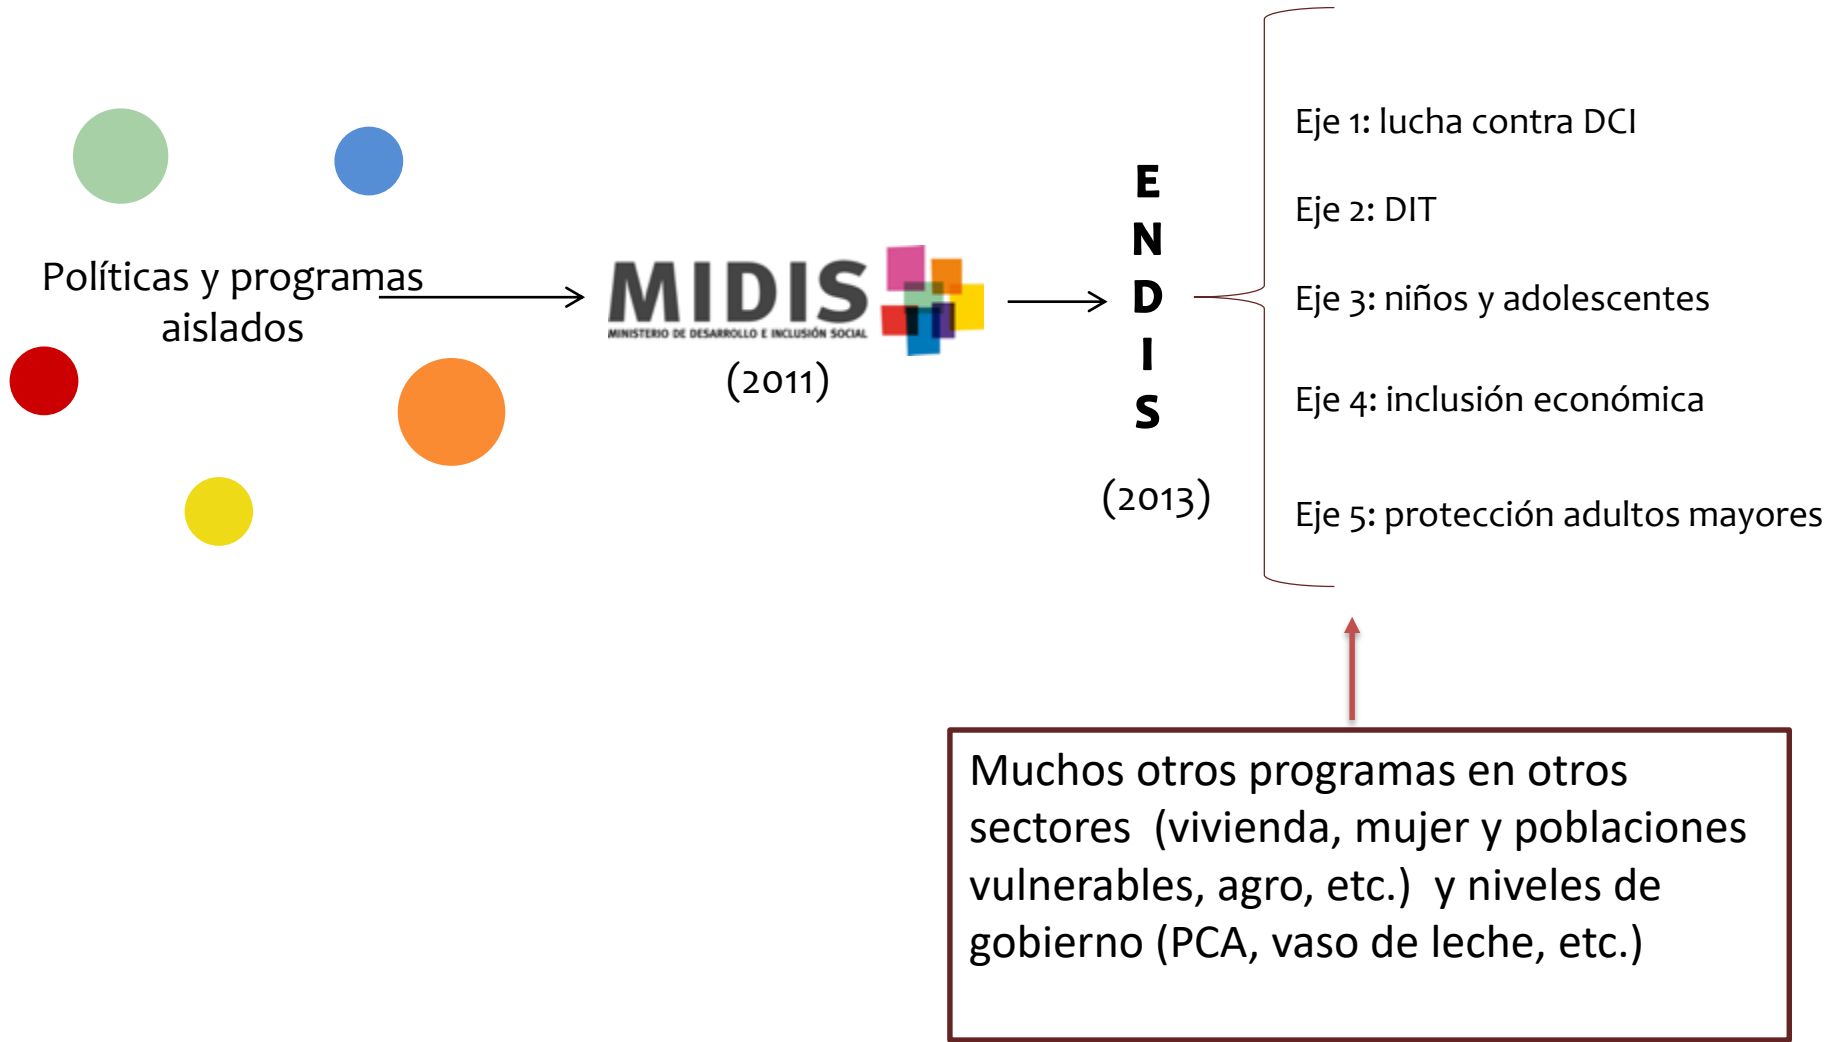 Políticas y programas
aislados
MIDIS
MINISTERIO DE DESARROLLO E INCLUSIÓN SOCIAL
(2011)
E
N
D
I
S
(2013)
Eje 1: lucha contra DCI
Eje 2: DIT
Eje 3: niños y adolescentes
Eje 4: inclusión económica
Eje 5: protección adultos mayores
Muchos otros programas en otros
sectores (vivienda, mujer y poblaciones
vulnerables, agro, etc.) y niveles de
gobierno (PCA, vaso de leche, etc.)